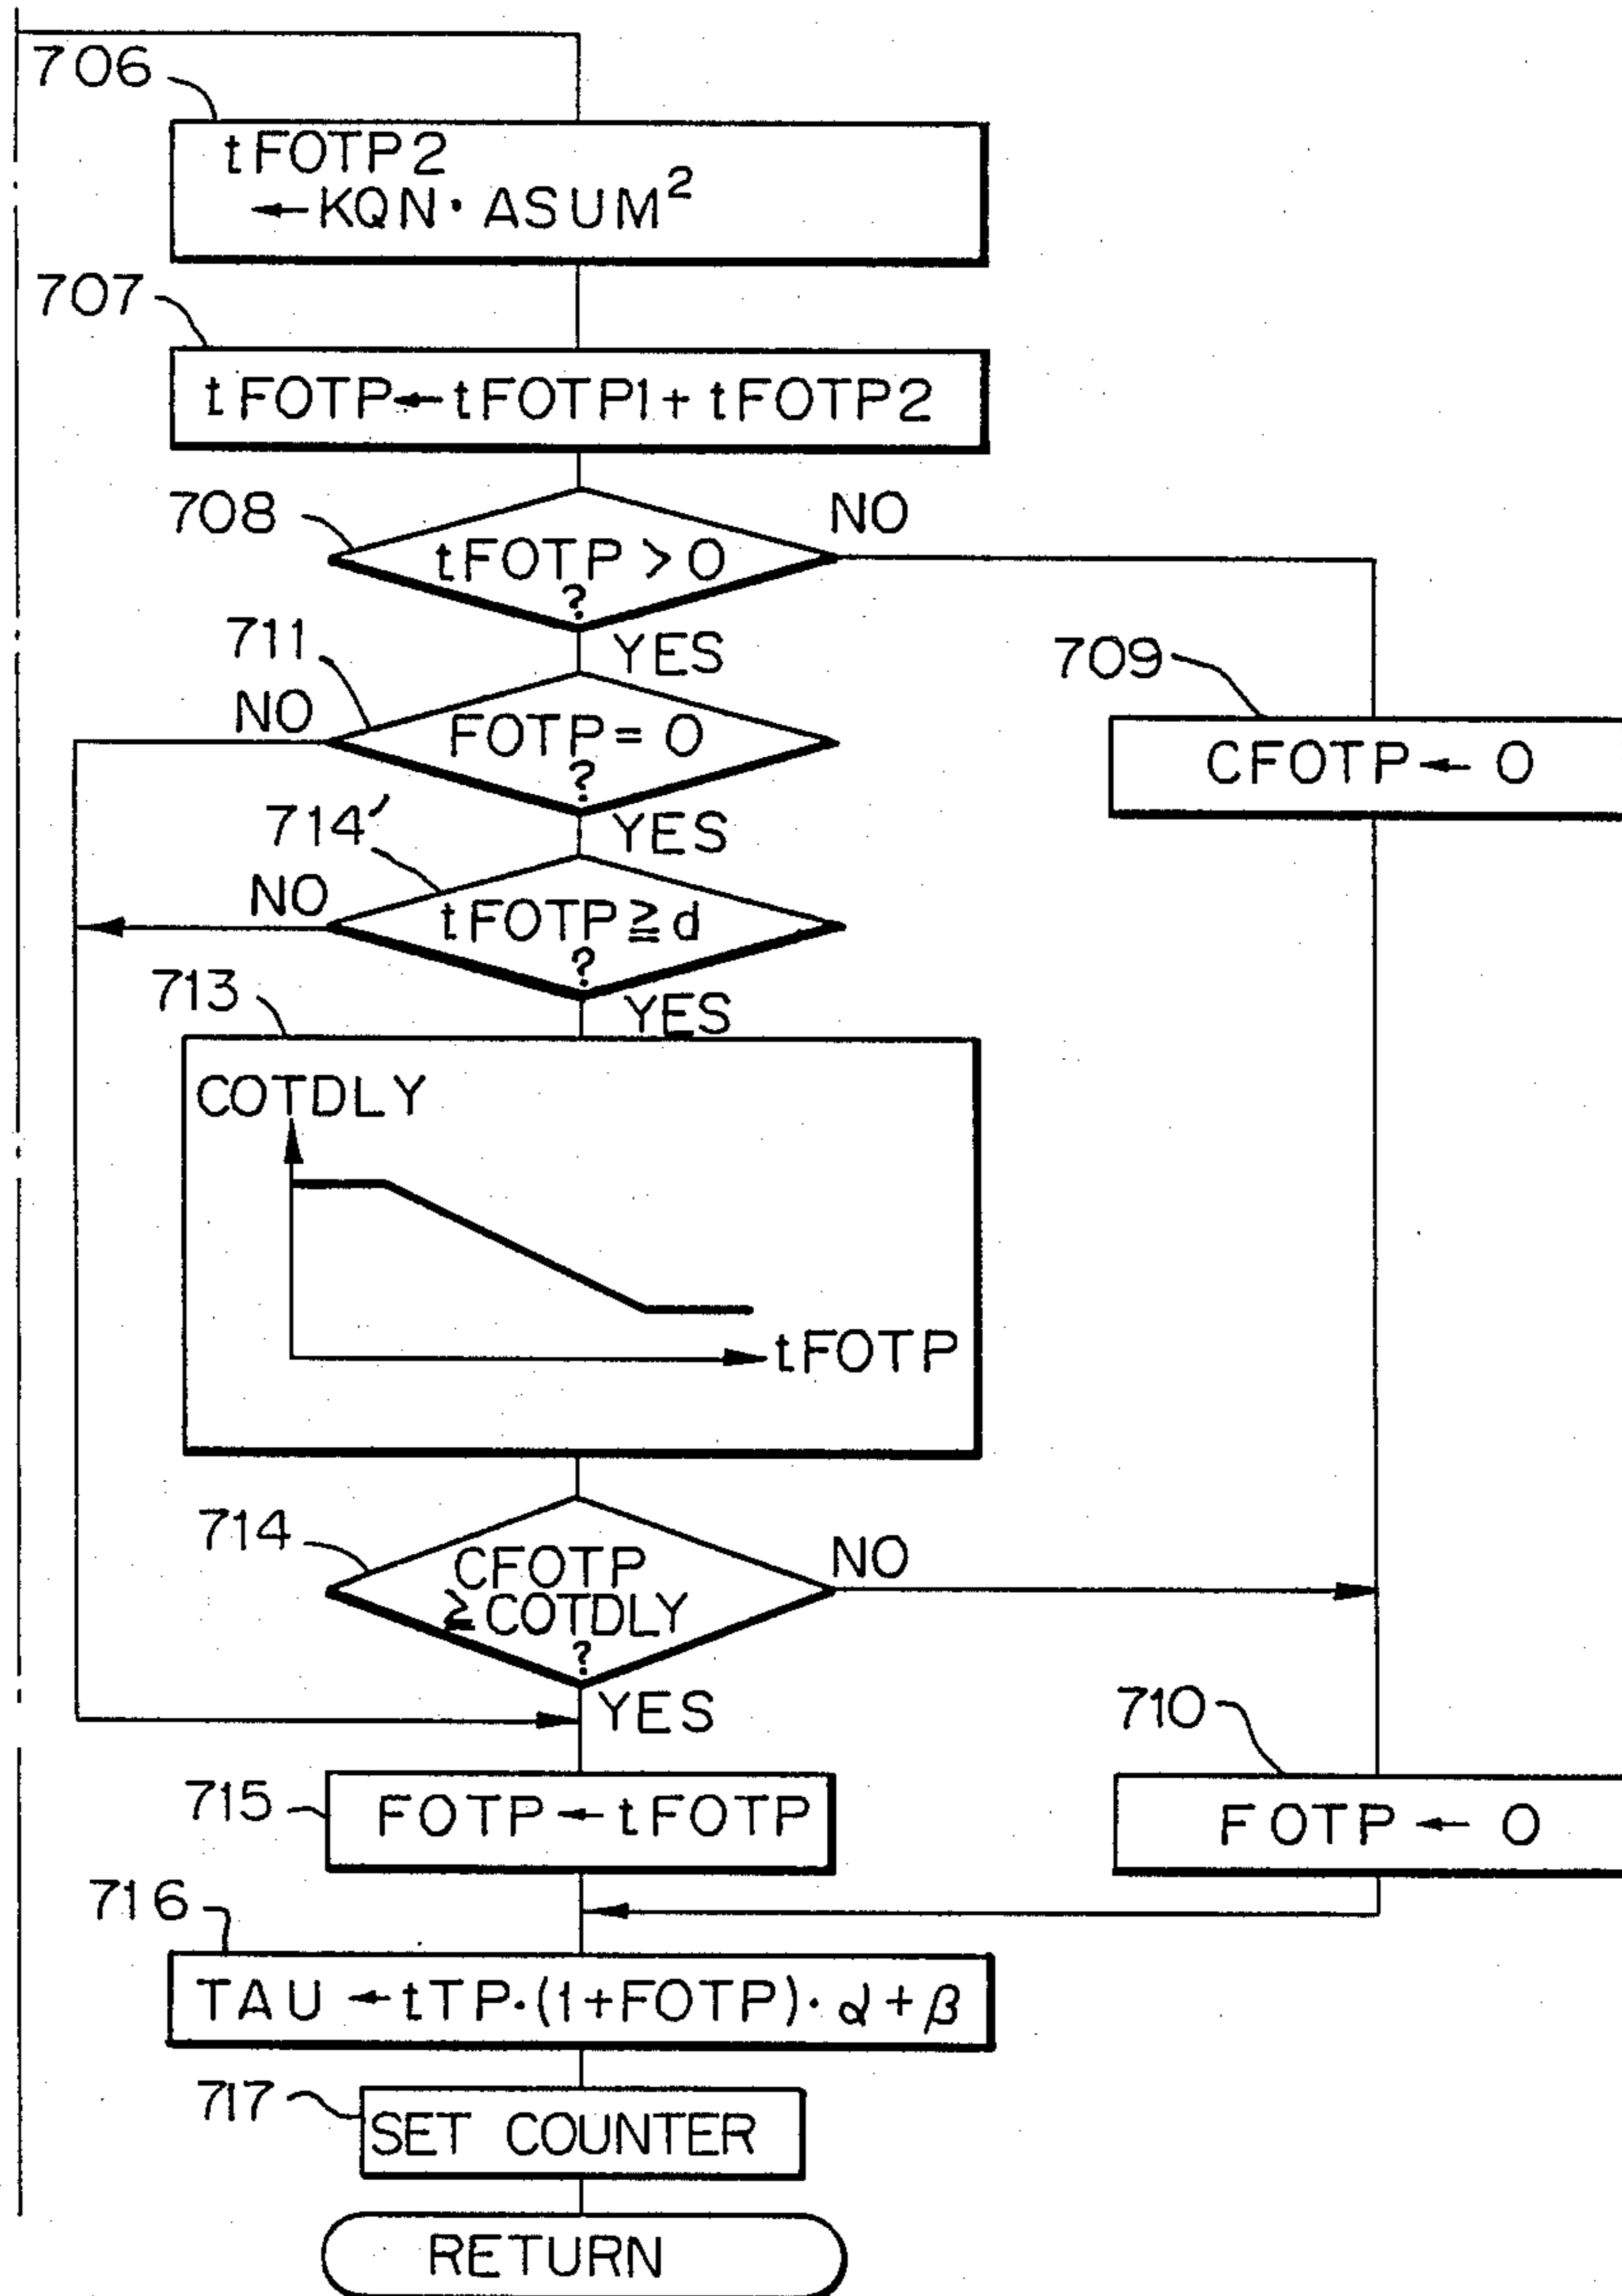 706
tFOTP2
←KQN・ASUM²
707
tFOTP←tFOTP1+tFOTP2
708
NO
tFOTP>0
?
YES
711
709
NO
FOTP=0
?
CFOTP←0
714'
YES
NO
tFOTP≧d
?
713
YES
COTDLY
tFOTP
714
NO
CFOTP
≧COTDLY
?
YES
710
715
FOTP←tFOTP
FOTP←0
716
TAU←tTP・(1+FOTP)・α+β
717
SET COUNTER
RETURN